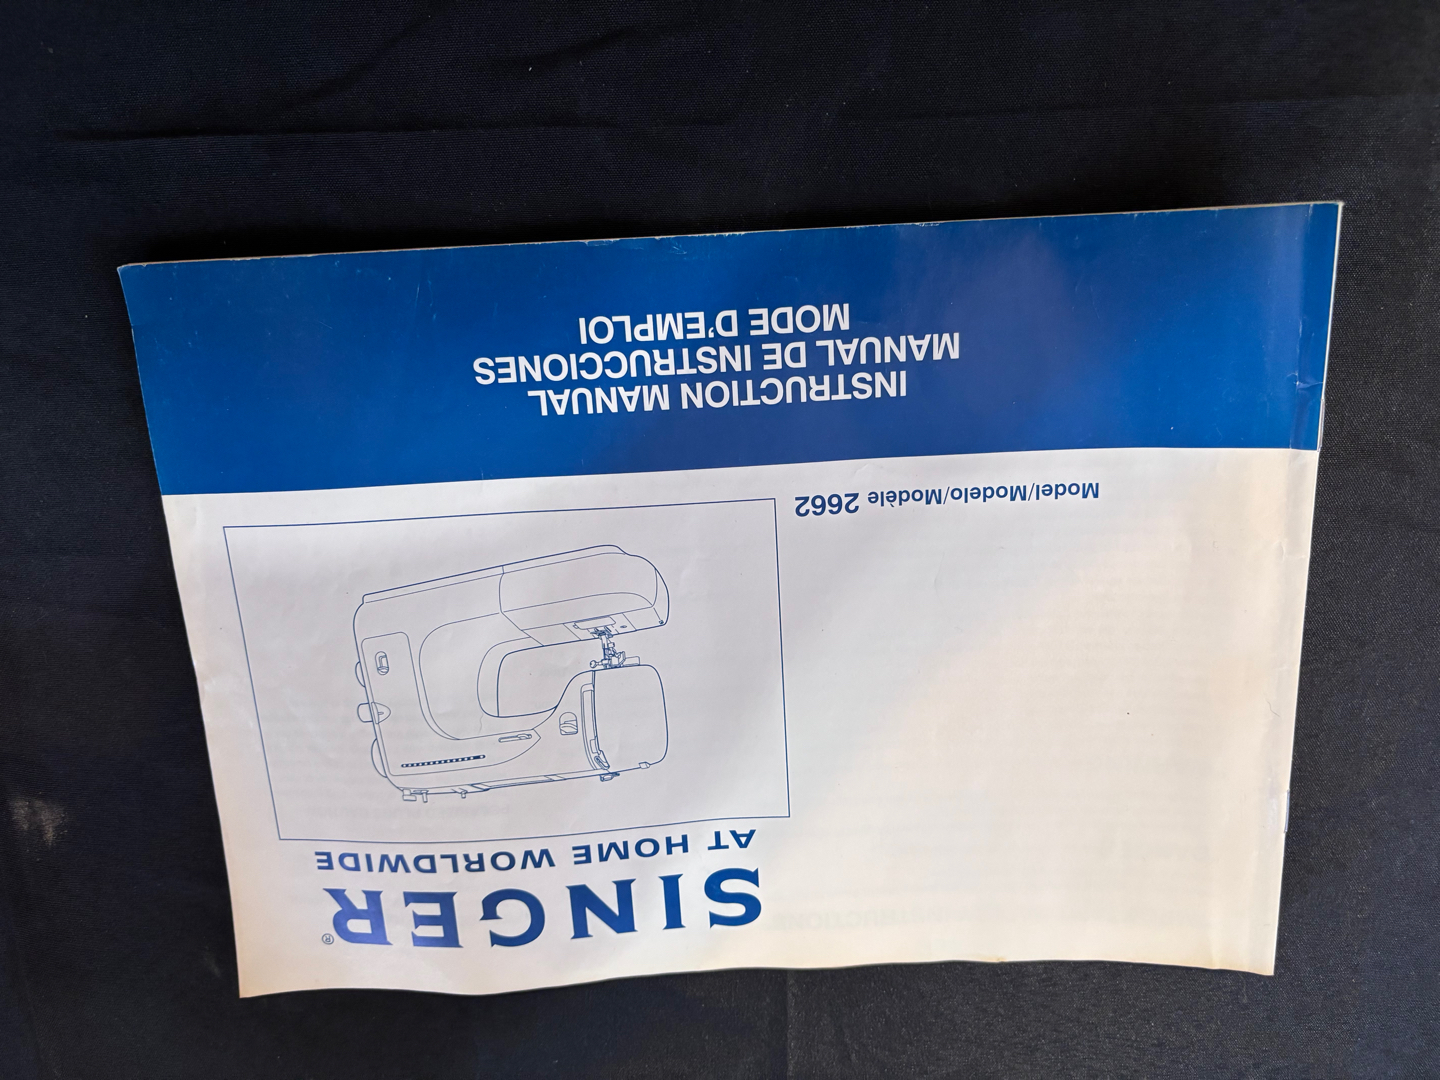 SINGER®
AT HOME WORLDWIDE
Model/Modelo/Modèle 2662
INSTRUCTION MANUAL
MANUAL DE INSTRUCCIONES
MODE D'EMPLOI